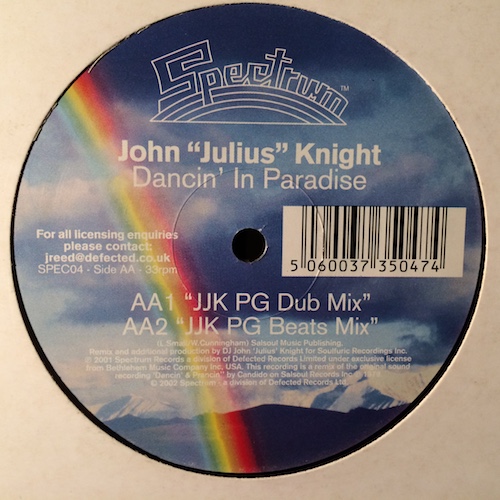 Spectrum™
John “Julius” Knight
Dancin’ In Paradise
For all licensing enquiries
please contact:
jreed@defected.co.uk
SPEC04 - Side AA - 33rpm
5 060037 350474
AA1 “JJK PG Dub Mix”
AA2 “JJK PG Beats Mix”
(L.Small/W.Cunningham) Salsoul Music Publishing.
Remix and additional production by DJ John “Julius” Knight for Soulfuric Recordings Inc.
℗ 2001 Spectrum Records a division of Defected Records Limited under exclusive license
from Bethlehem Music Company Inc. USA. This recording is a remix of the original sound
recording “Dancin’ & Prancin’” by Candido on Salsoul Records Inc
© 2002 Spectrum - a division of Defected Records Ltd.